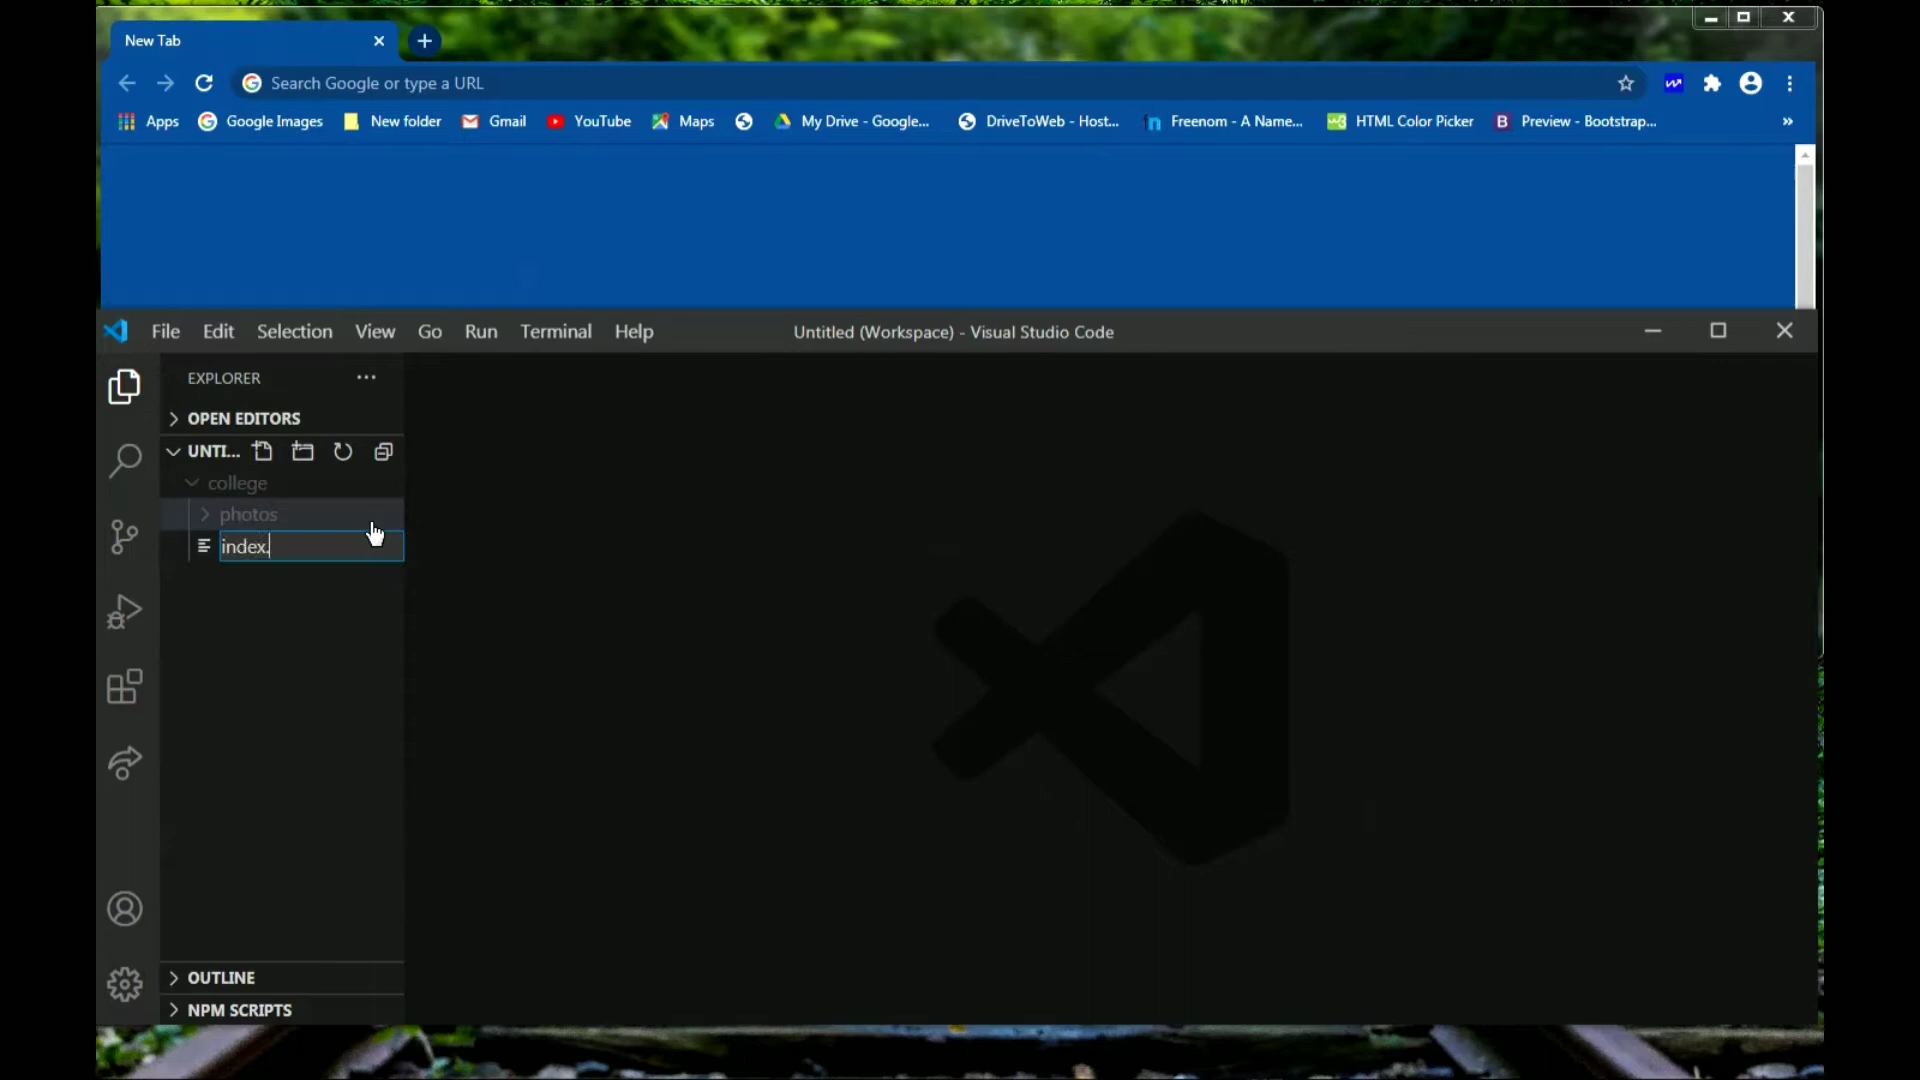 New Tab
Search Google or type a URL
Apps Google Images New folder Gmail YouTube Maps My Drive - Google... DriveToWeb - Host... Freenom - A Name... HTML Color Picker Preview - Bootstrap... »
File Edit Selection View Go Run Terminal Help Untitled (Workspace) - Visual Studio Code
EXPLORER
OPEN EDITORS
UNTI...
college
photos
index.
OUTLINE
NPM SCRIPTS